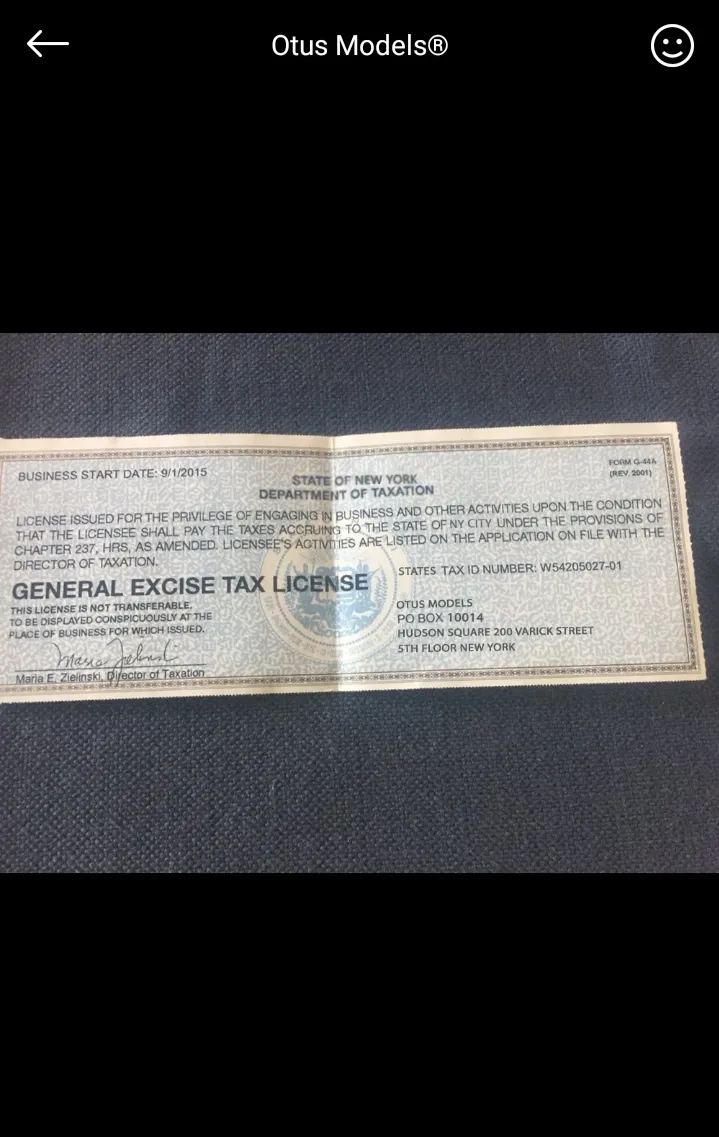 Otus Models®
BUSINESS START DATE: 9/1/2015
FORM G-44A
(REV. 2001)
STATE OF NEW YORK
DEPARTMENT OF TAXATION
LICENSE ISSUED FOR THE PRIVILEGE OF ENGAGING IN BUSINESS AND OTHER ACTIVITIES UPON THE CONDITION
THAT THE LICENSEE SHALL PAY THE TAXES ACCRUING TO THE STATE OF NY CITY UNDER THE PROVISIONS OF
CHAPTER 237, HRS, AS AMENDED. LICENSEE'S ACTIVITIES ARE LISTED ON THE APPLICATION ON FILE WITH THE
DIRECTOR OF TAXATION.
GENERAL EXCISE TAX LICENSE
THIS LICENSE IS NOT TRANSFERABLE,
TO BE DISPLAYED CONSPICUOUSLY AT THE
PLACE OF BUSINESS FOR WHICH ISSUED.
Maria E. Zielinski, Director of Taxation
STATES TAX ID NUMBER: W54205027-01
OTUS MODELS
PO BOX 10014
HUDSON SQUARE 200 VARICK STREET
5TH FLOOR NEW YORK